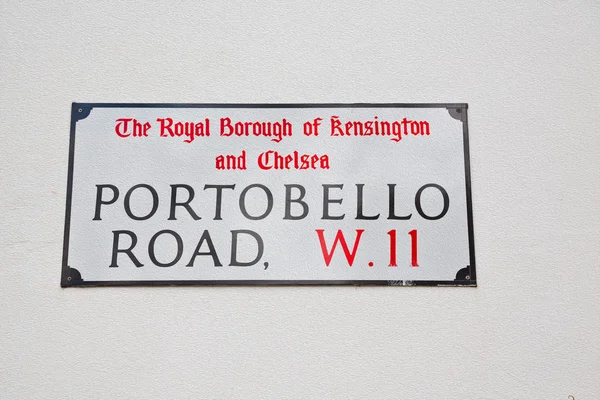 The Royal Borough of Kensington
and Chelsea
PORTOBELLO
ROAD, W.11